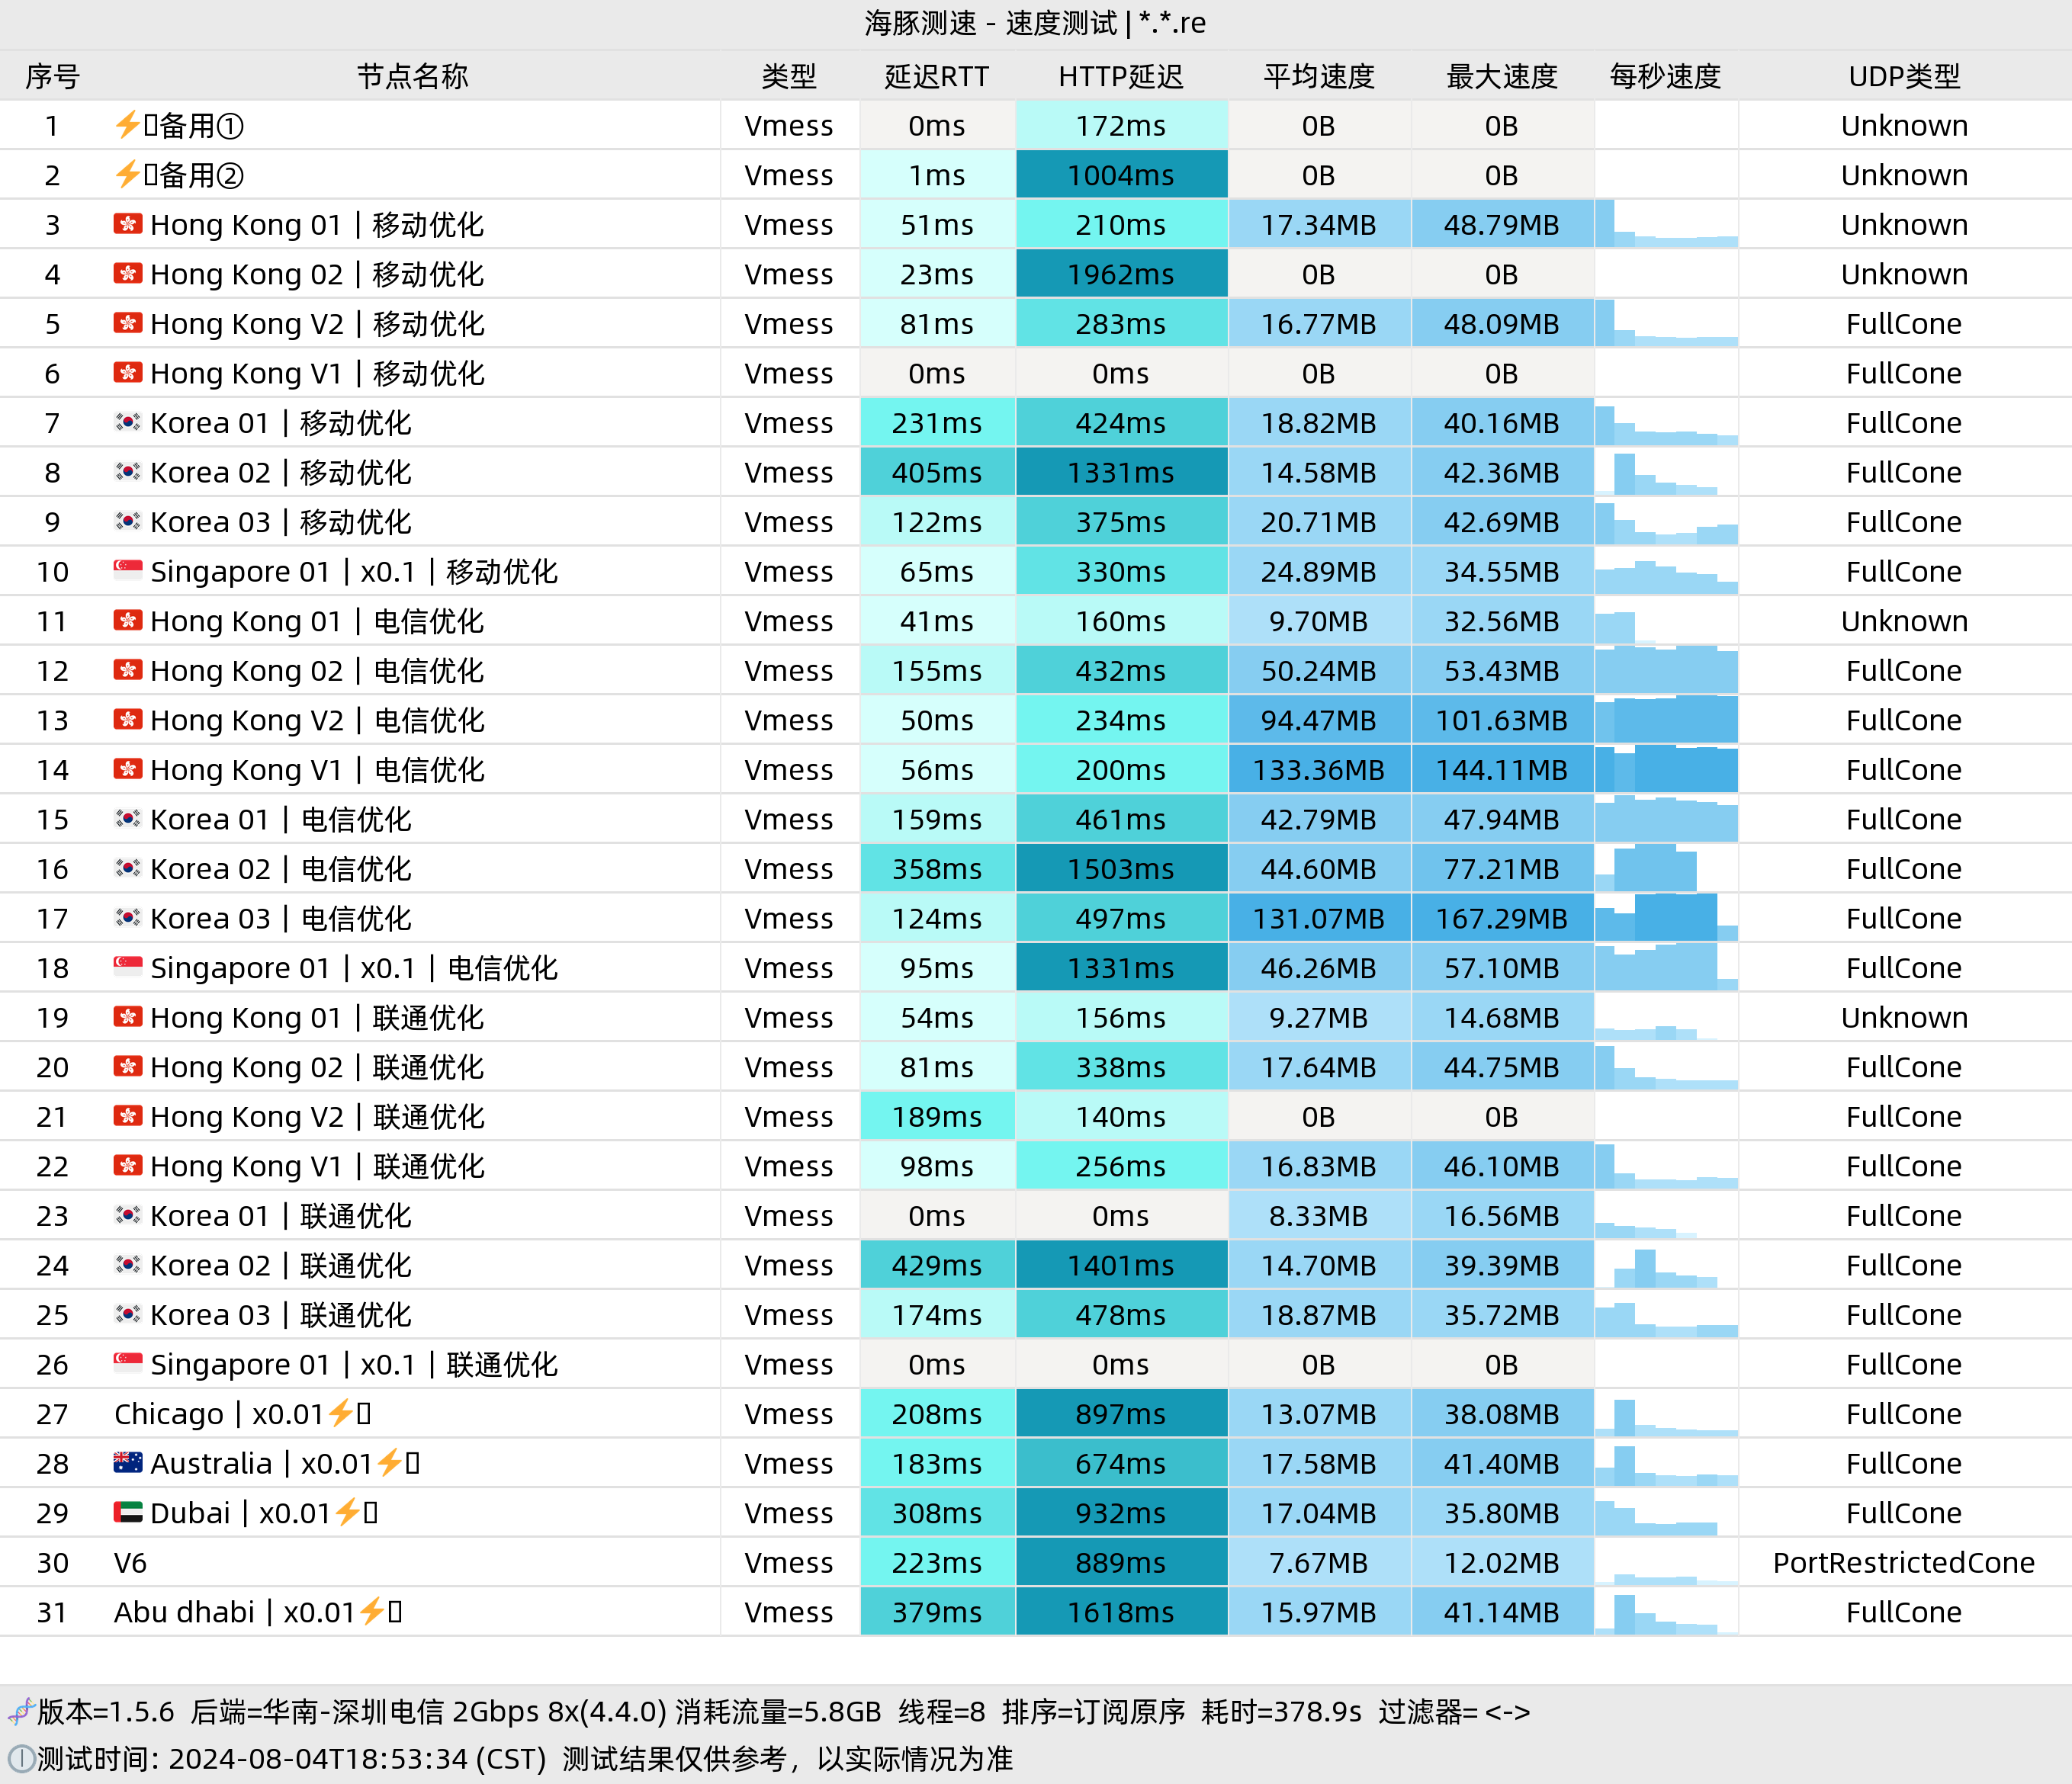 海豚测速 - 速度测试 | *.*.re
序号 节点名称 类型 延迟RTT HTTP延迟 平均速度 最大速度 每秒速度 UDP类型
1 ⚡备用① Vmess 0ms 172ms 0B 0B Unknown
2 ⚡备用② Vmess 1ms 1004ms 0B 0B Unknown
3 🇭🇰 Hong Kong 01 | 移动优化 Vmess 51ms 210ms 17.34MB 48.79MB Unknown
4 🇭🇰 Hong Kong 02 | 移动优化 Vmess 23ms 1962ms 0B 0B Unknown
5 🇭🇰 Hong Kong V2 | 移动优化 Vmess 81ms 283ms 16.77MB 48.09MB FullCone
6 🇭🇰 Hong Kong V1 | 移动优化 Vmess 0ms 0ms 0B 0B FullCone
7 🇰🇷 Korea 01 | 移动优化 Vmess 231ms 424ms 18.82MB 40.16MB FullCone
8 🇰🇷 Korea 02 | 移动优化 Vmess 405ms 1331ms 14.58MB 42.36MB FullCone
9 🇰🇷 Korea 03 | 移动优化 Vmess 122ms 375ms 20.71MB 42.69MB FullCone
10 🇸🇬 Singapore 01 | x0.1 | 移动优化 Vmess 65ms 330ms 24.89MB 34.55MB FullCone
11 🇭🇰 Hong Kong 01 | 电信优化 Vmess 41ms 160ms 9.70MB 32.56MB Unknown
12 🇭🇰 Hong Kong 02 | 电信优化 Vmess 155ms 432ms 50.24MB 53.43MB FullCone
13 🇭🇰 Hong Kong V2 | 电信优化 Vmess 50ms 234ms 94.47MB 101.63MB FullCone
14 🇭🇰 Hong Kong V1 | 电信优化 Vmess 56ms 200ms 133.36MB 144.11MB FullCone
15 🇰🇷 Korea 01 | 电信优化 Vmess 159ms 461ms 42.79MB 47.94MB FullCone
16 🇰🇷 Korea 02 | 电信优化 Vmess 358ms 1503ms 44.60MB 77.21MB FullCone
17 🇰🇷 Korea 03 | 电信优化 Vmess 124ms 497ms 131.07MB 167.29MB FullCone
18 🇸🇬 Singapore 01 | x0.1 | 电信优化 Vmess 95ms 1331ms 46.26MB 57.10MB FullCone
19 🇭🇰 Hong Kong 01 | 联通优化 Vmess 54ms 156ms 9.27MB 14.68MB Unknown
20 🇭🇰 Hong Kong 02 | 联通优化 Vmess 81ms 338ms 17.64MB 44.75MB FullCone
21 🇭🇰 Hong Kong V2 | 联通优化 Vmess 189ms 140ms 0B 0B FullCone
22 🇭🇰 Hong Kong V1 | 联通优化 Vmess 98ms 256ms 16.83MB 46.10MB FullCone
23 🇰🇷 Korea 01 | 联通优化 Vmess 0ms 0ms 8.33MB 16.56MB FullCone
24 🇰🇷 Korea 02 | 联通优化 Vmess 429ms 1401ms 14.70MB 39.39MB FullCone
25 🇰🇷 Korea 03 | 联通优化 Vmess 174ms 478ms 18.87MB 35.72MB FullCone
26 🇸🇬 Singapore 01 | x0.1 | 联通优化 Vmess 0ms 0ms 0B 0B FullCone
27 Chicago | x0.01⚡ Vmess 208ms 897ms 13.07MB 38.08MB FullCone
28 🇦🇺 Australia | x0.01⚡ Vmess 183ms 674ms 17.58MB 41.40MB FullCone
29 🇦🇪 Dubai | x0.01⚡ Vmess 308ms 932ms 17.04MB 35.80MB FullCone
30 V6 Vmess 223ms 889ms 7.67MB 12.02MB PortRestrictedCone
31 Abu dhabi | x0.01⚡ Vmess 379ms 1618ms 15.97MB 41.14MB FullCone
🧬版本=1.5.6 后端=华南-深圳电信 2Gbps 8x(4.4.0) 消耗流量=5.8GB 线程=8 排序=订阅原序 耗时=378.9s 过滤器= <->
测试时间: 2024-08-04T18:53:34 (CST) 测试结果仅供参考，以实际情况为准